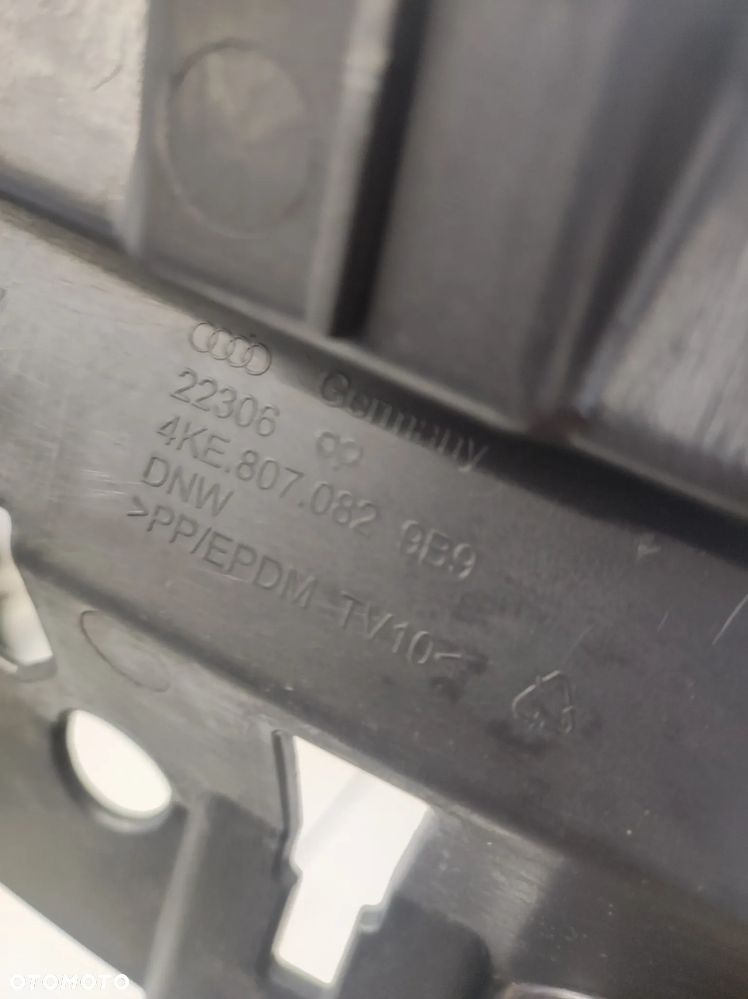 Germany
22306
4KE.807.082 9B9
DNW
>PP/EPDM-TV10<
OTOMOTO